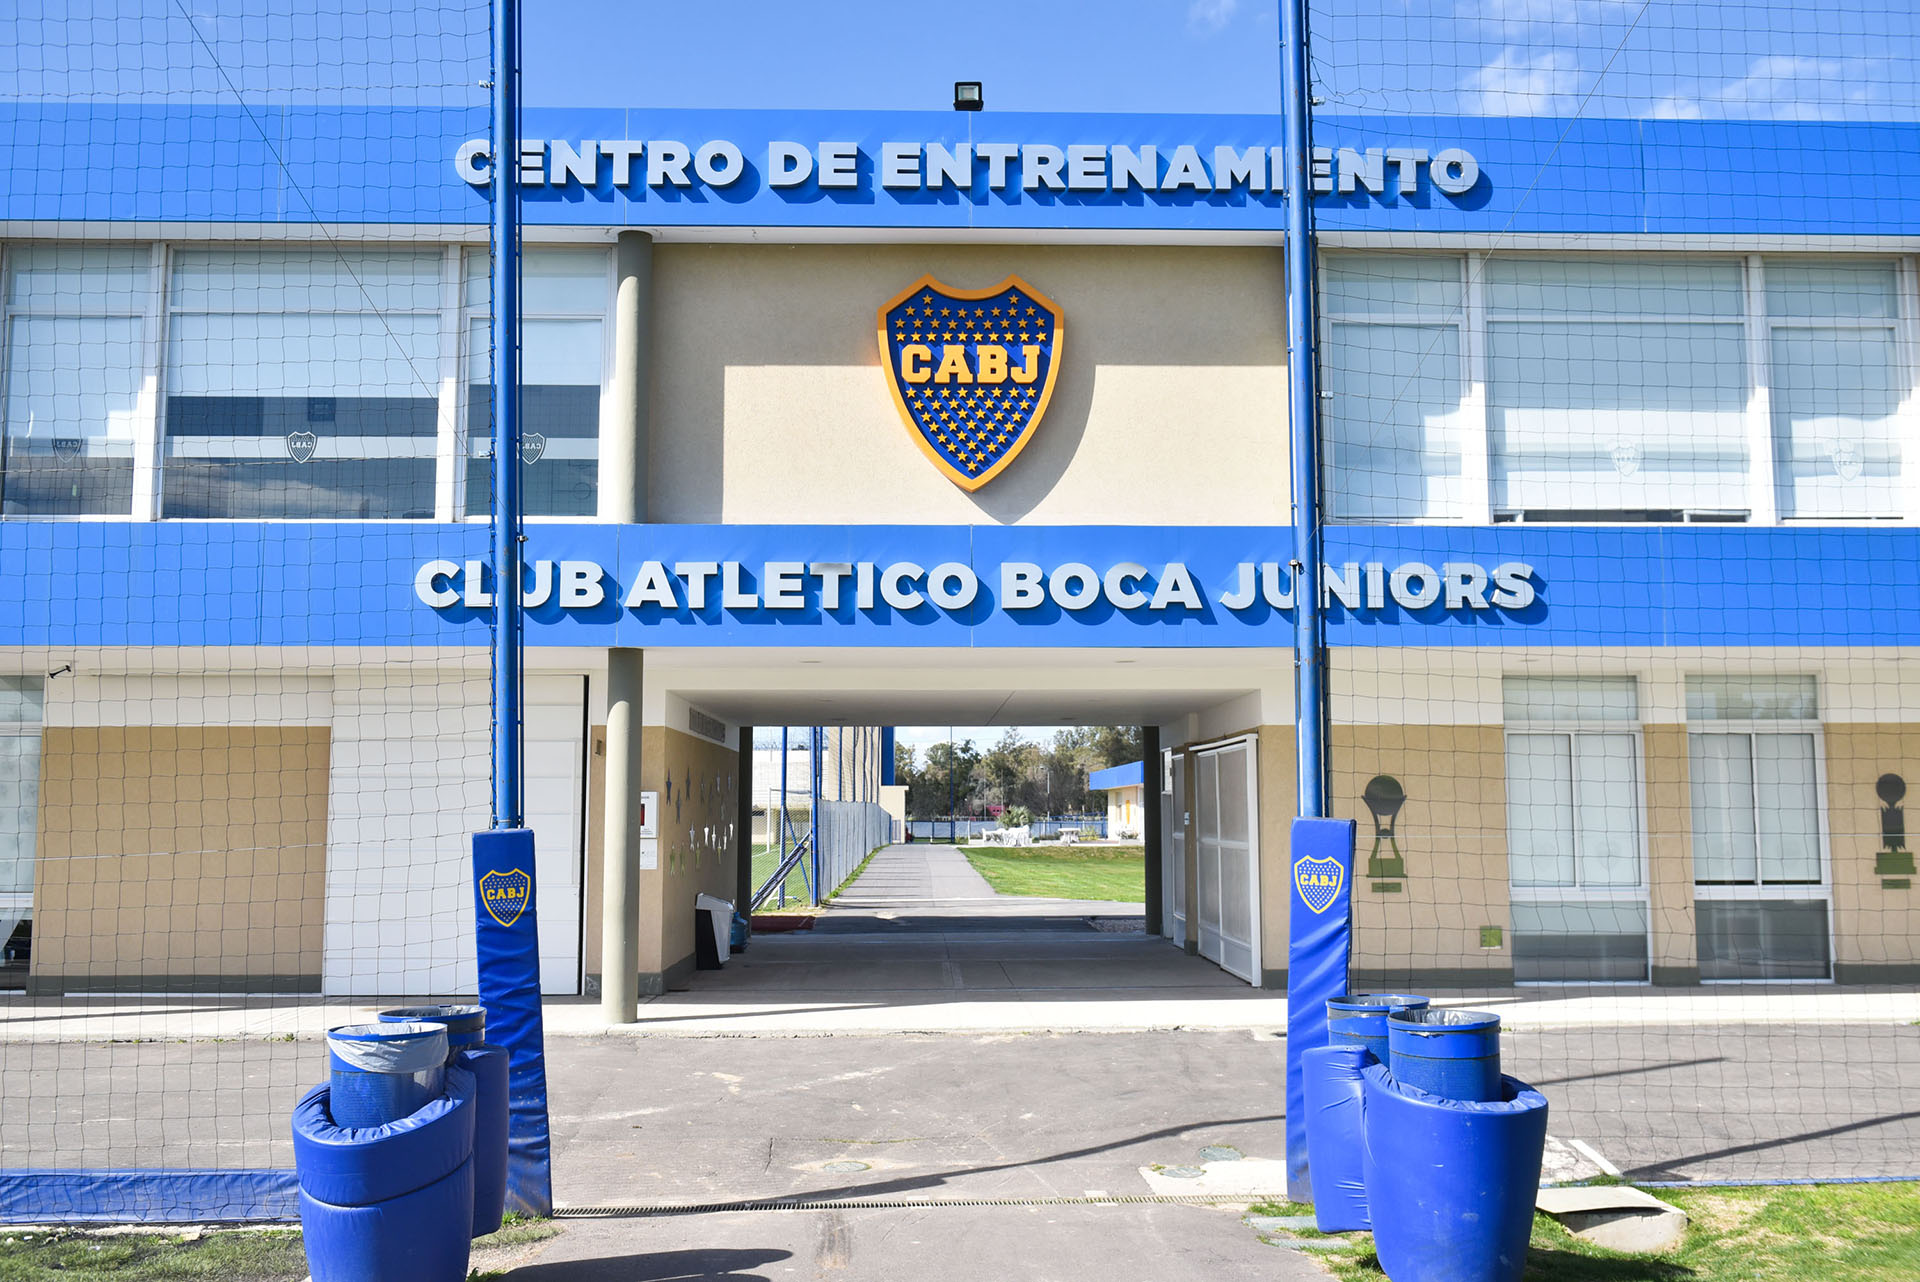 CENTRO DE ENTRENAMIENTO
CABJ
CLUB ATLETICO BOCA JUNIORS
CABJ
CABJ